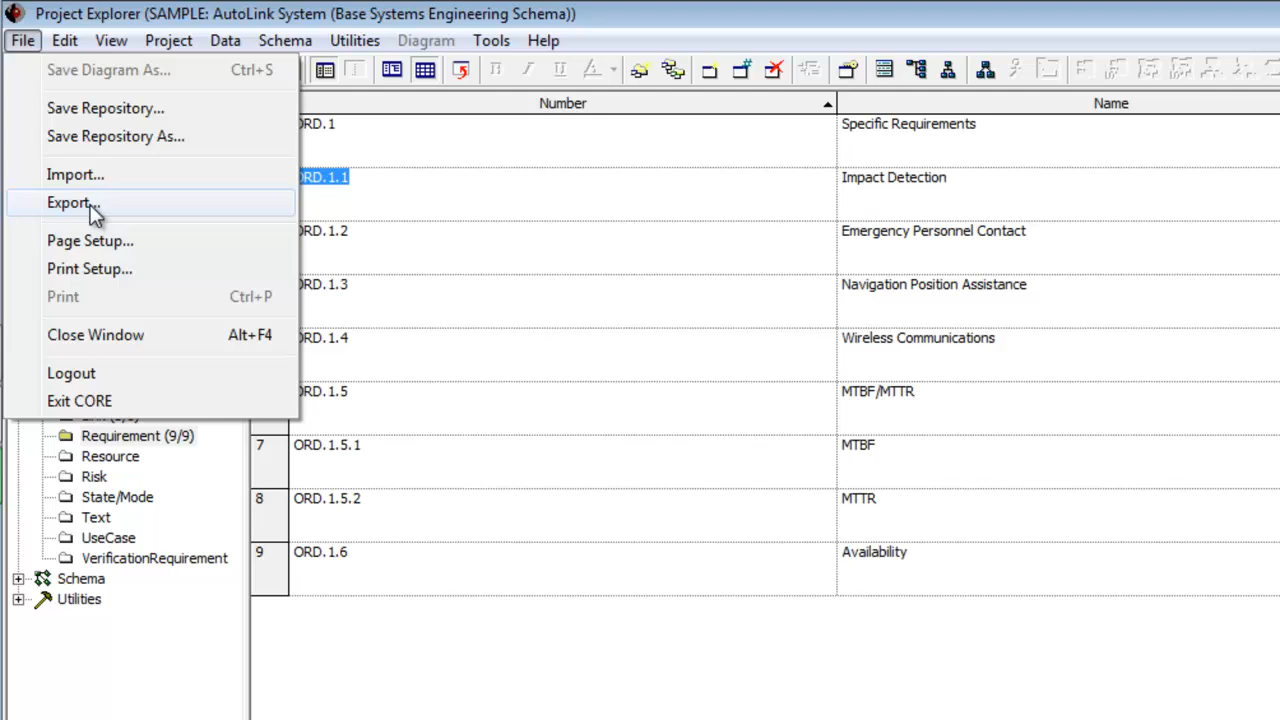 Project Explorer (SAMPLE: AutoLink System (Base Systems Engineering Schema))
File Edit View Project Data Schema Utilities Diagram Tools Help
Save Diagram As... Ctrl+S
Save Repository...
Save Repository As...
Import...
Export...
Page Setup...
Print Setup...
Print Ctrl+P
Close Window Alt+F4
Logout
Exit CORE
Requirement (9/9)
Resource
Risk
State/Mode
Text
UseCase
VerificationRequirement
Schema
Utilities
Number Name
ORD.1 Specific Requirements
ORD.1.1 Impact Detection
ORD.1.2 Emergency Personnel Contact
ORD.1.3 Navigation Position Assistance
ORD.1.4 Wireless Communications
ORD.1.5 MTBF/MTTR
7 ORD.1.5.1 MTBF
8 ORD.1.5.2 MTTR
9 ORD.1.6 Availability